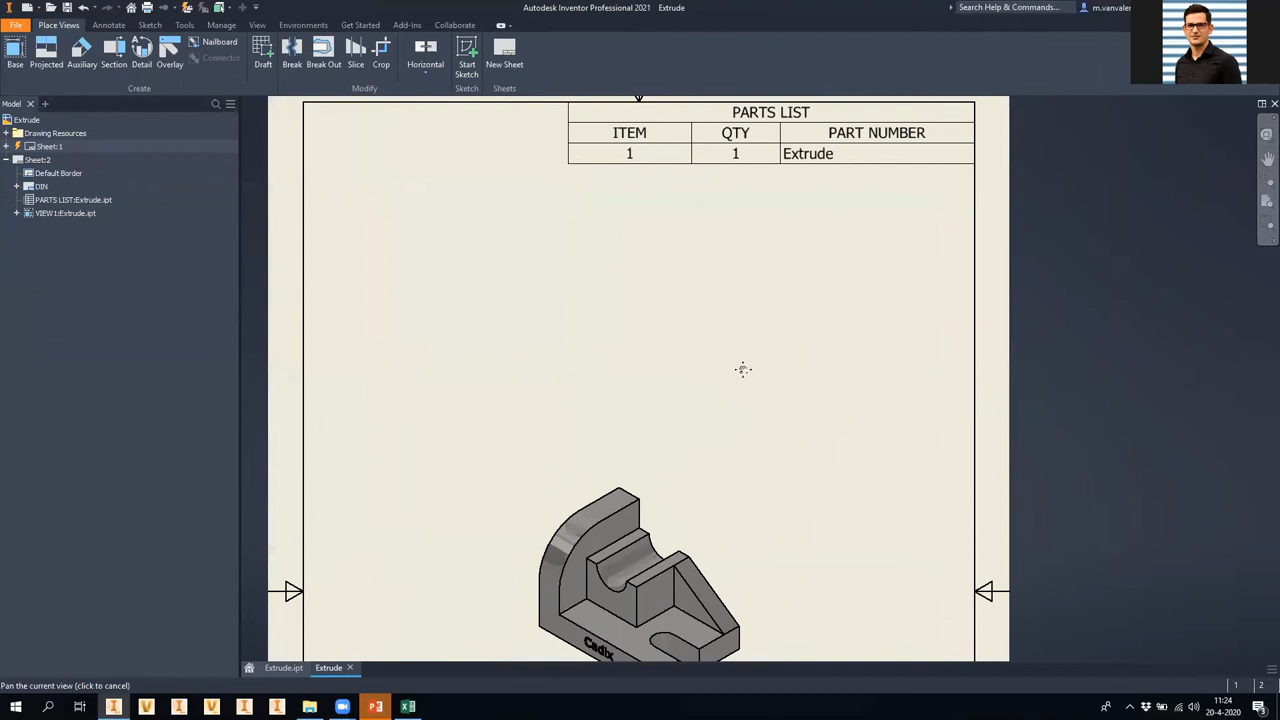 Autodesk Inventor Professional 2021 Extrude
Search Help & Commands...
m.vanvaler
File Place Views Annotate Sketch Tools Manage View Environments Get Started Add-Ins Collaborate
Base Projected Auxiliary Section Detail Overlay
Nailboard
Connector
Draft Break Break Out Slice Crop Horizontal Start Sketch New Sheet
Create Modify Sketch Sheets
Model
Extrude
Drawing Resources
Sheet:1
Sheet:2
Default Border
DIN
PARTS LIST:Extrude.ipt
VIEW1:Extrude.ipt
PARTS LIST
ITEM QTY PART NUMBER
1 1 Extrude
Cadix
Extrude.ipt Extrude
Pan the current view (click to cancel)
1 2
11:24
20-4-2020